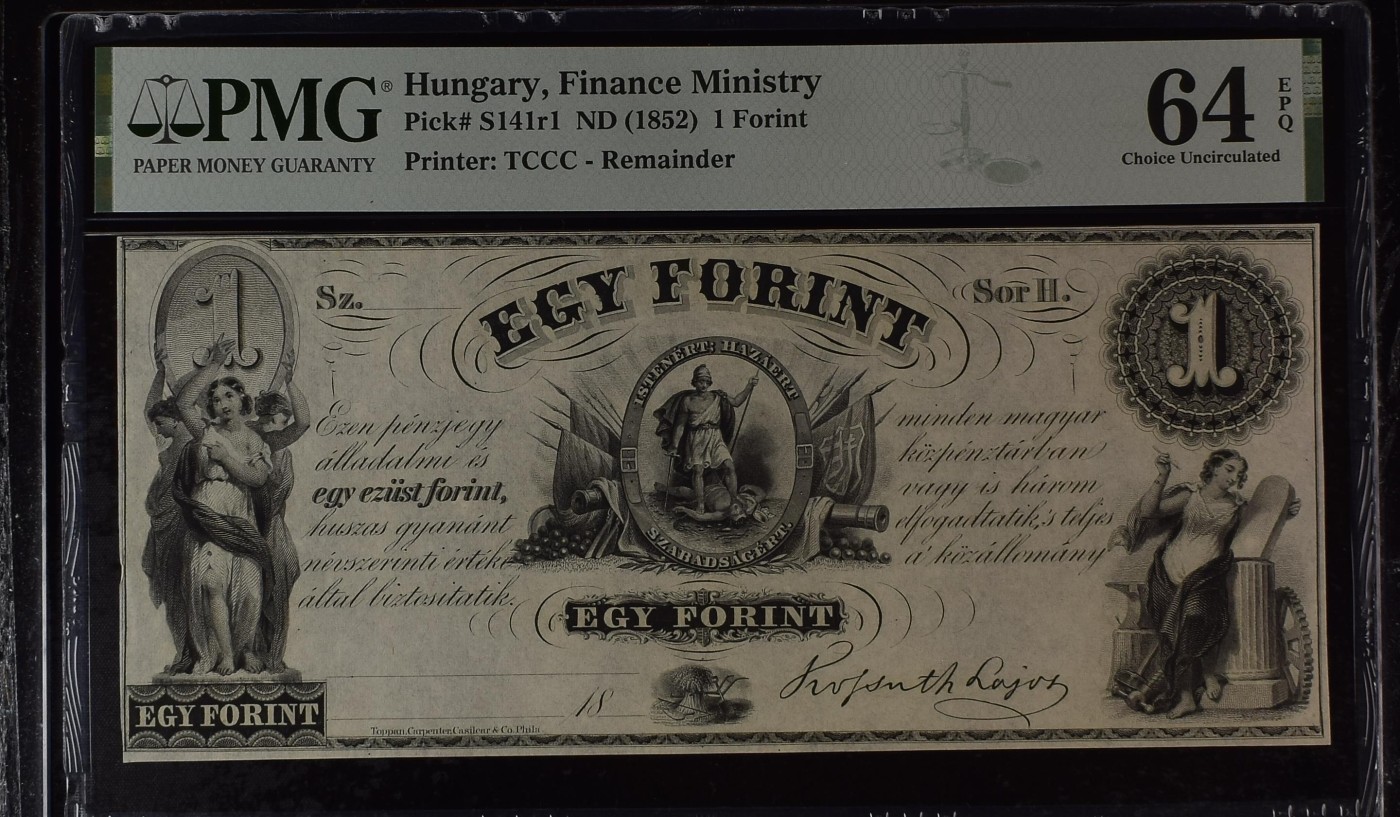 PMG®
PAPER MONEY GUARANTY
Hungary, Finance Ministry
Pick# S141r1 ND (1852) 1 Forint
Printer: TCCC - Remainder
64
EPQ
Choice Uncirculated
1
Sz.
EGY FORINT
Sor H.
1
ISTENÉRT; HAZÁÉRT
SZABADSÁGÉRT.
Ezen pénzjegy minden magyar
álladalmi és közpénztárban
egy ezüst forint, vagy is három
huszas gyanánt elfogadtatik,'s teljes
névszerinti értéke a' közállomány
által biztositatik.
EGY FORINT
18
Kossuth Lajos
EGY FORINT
Toppan, Carpenter, Casilear & Co. Phila.